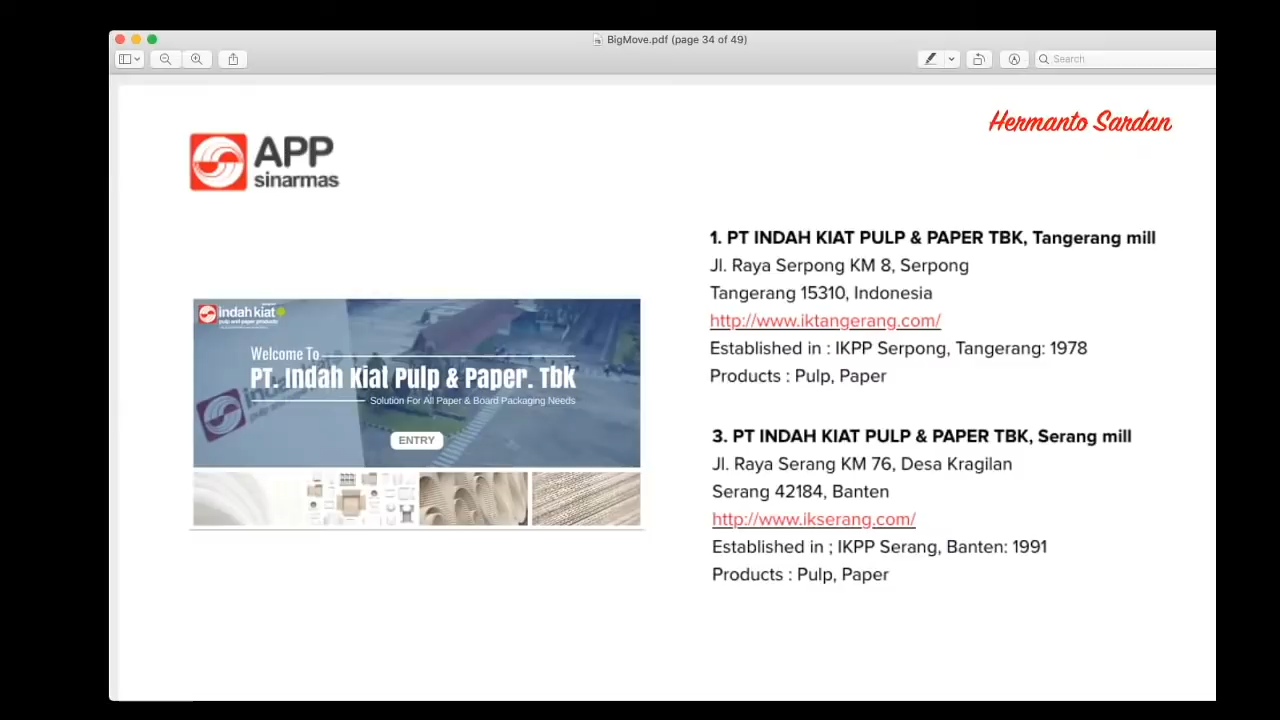 BigMove.pdf (page 34 of 49)
Search
Hermanto Sardan
APP
sinarmas
indah kiat
pulp and paper products
Welcome To
PT. Indah Kiat Pulp & Paper. Tbk
Solution For All Paper & Board Packaging Needs
ENTRY
1. PT INDAH KIAT PULP & PAPER TBK, Tangerang mill
Jl. Raya Serpong KM 8, Serpong
Tangerang 15310, Indonesia
http://www.iktangerang.com/
Established in : IKPP Serpong, Tangerang: 1978
Products : Pulp, Paper
3. PT INDAH KIAT PULP & PAPER TBK, Serang mill
Jl. Raya Serang KM 76, Desa Kragilan
Serang 42184, Banten
http://www.ikserang.com/
Established in ; IKPP Serang, Banten: 1991
Products : Pulp, Paper